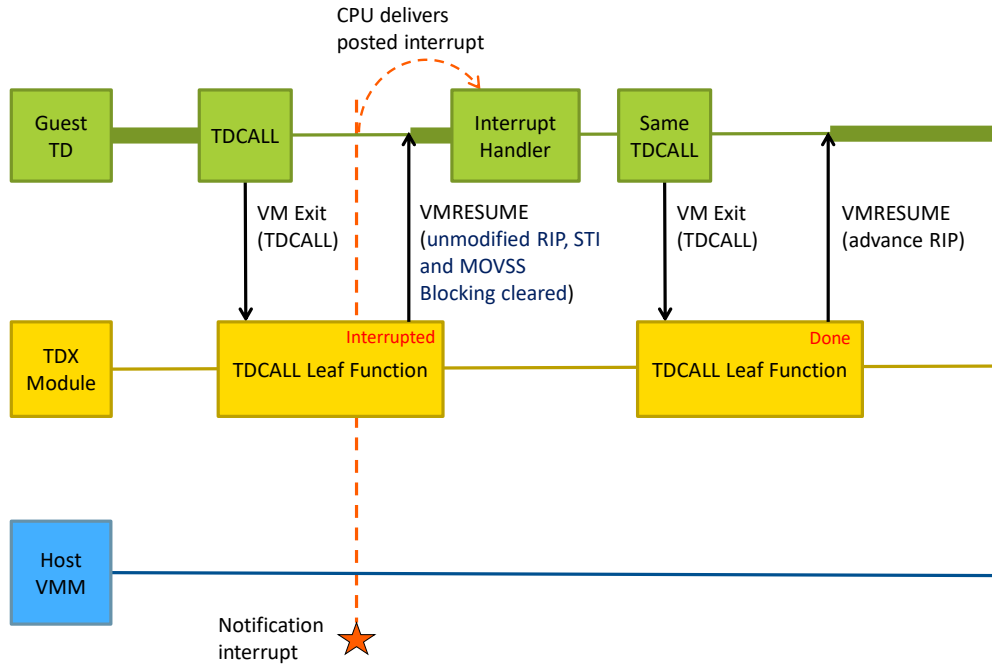 CPU delivers
posted interrupt
Guest
TD
TDCALL
Interrupt
Handler
Same
TDCALL
VM Exit
(TDCALL)
VMRESUME
(unmodified RIP, STI
and MOVSS
Blocking cleared)
VM Exit
(TDCALL)
VMRESUME
(advance RIP)
TDX
Module
Interrupted
TDCALL Leaf Function
Done
TDCALL Leaf Function
Host
VMM
Notification
interrupt